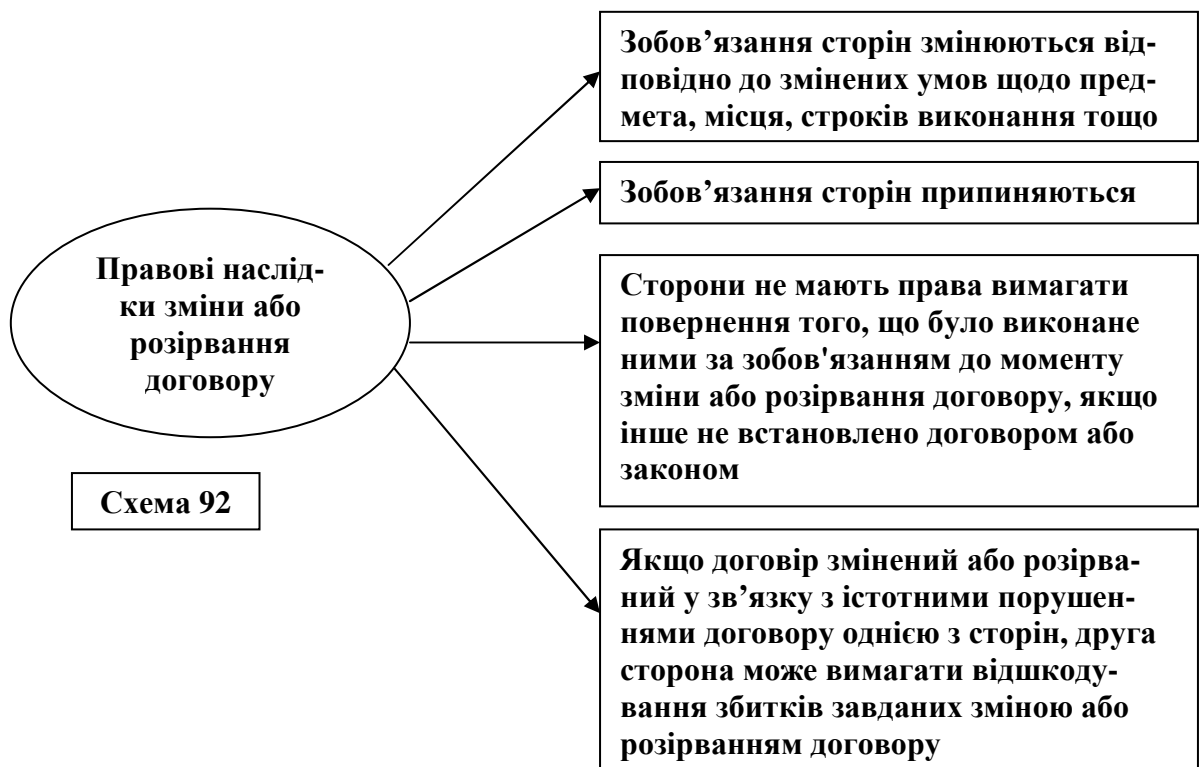 Зобов’язання сторін змінюються від-
повідно до змінених умов щодо пред-
мета, місця, строків виконання тощо
Зобов’язання сторін припиняються
Правові наслід-
ки зміни або
розірвання
договору
Сторони не мають права вимагати
повернення того, що було виконане
ними за зобов'язанням до моменту
зміни або розірвання договору, якщо
інше не встановлено договором або
законом
Схема 92
Якщо договір змінений або розірва-
ний у зв’язку з істотними порушен-
нями договору однією з сторін, друга
сторона може вимагати відшкоду-
вання збитків завданих зміною або
розірванням договору